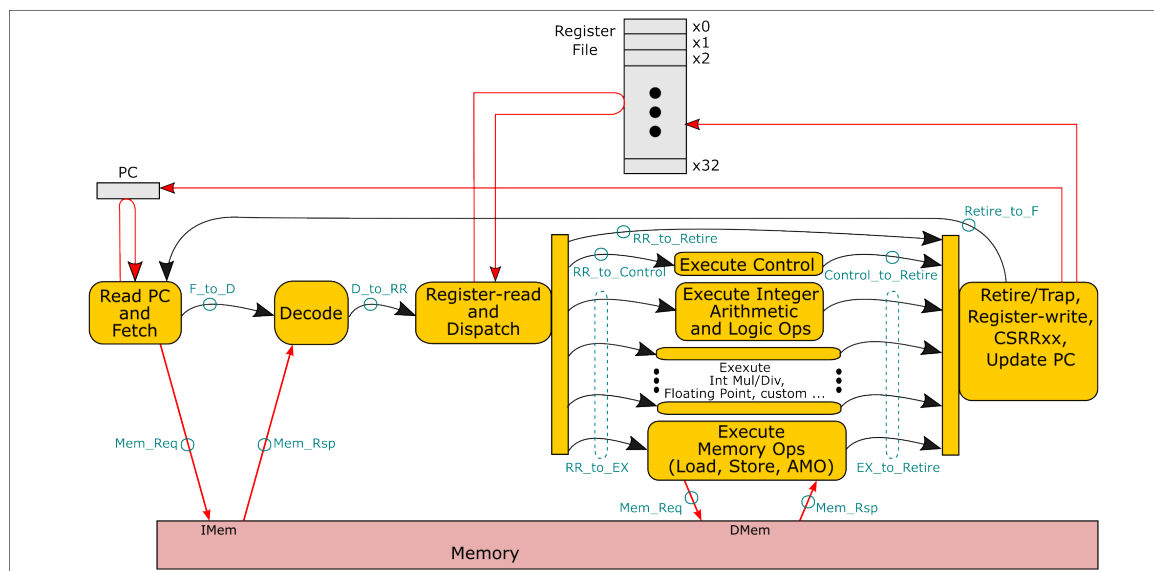 Register
File
x0
x1
x2
x32
PC
Retire_to_F
RR_to_Retire
RR_to_Control
Execute Control
Control_to_Retire
Read PC
and
Fetch
F_to_D
Decode
D_to_RR
Register-read
and
Dispatch
Execute Integer
Arithmetic
and Logic Ops
Retire/Trap,
Register-write,
CSRRxx,
Update PC
Exexute
Int Mul/Div,
Floating Point, custom ...
Execute
Memory Ops
(Load, Store, AMO)
RR_to_EX
EX_to_Retire
Mem_Req
Mem_Rsp
Mem_Req
Mem_Rsp
IMem
DMem
Memory